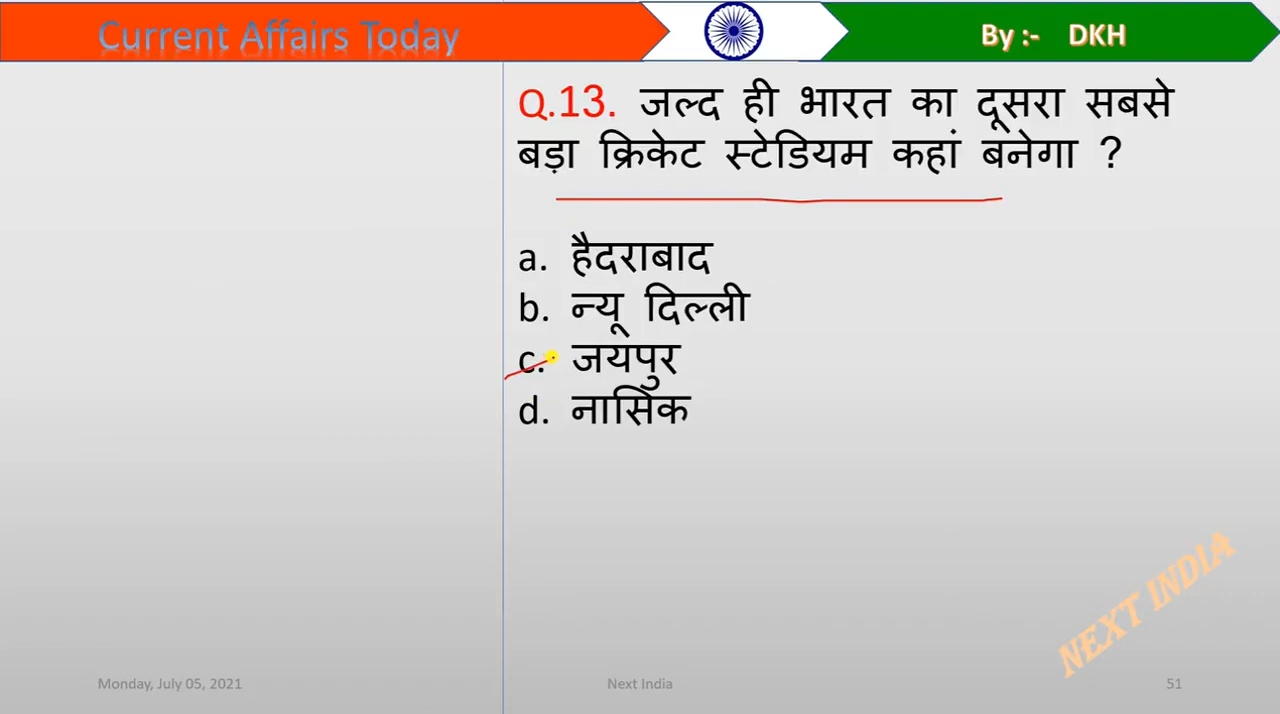 Current Affairs Today
By :- DKH
Q.13. जल्द ही भारत का दूसरा सबसे
बड़ा क्रिकेट स्टेडियम कहां बनेगा ?
a. हैदराबाद
b. न्यू दिल्ली
c. जयपुर
d. नासिक
NEXT INDIA
Monday, July 05, 2021
Next India
51